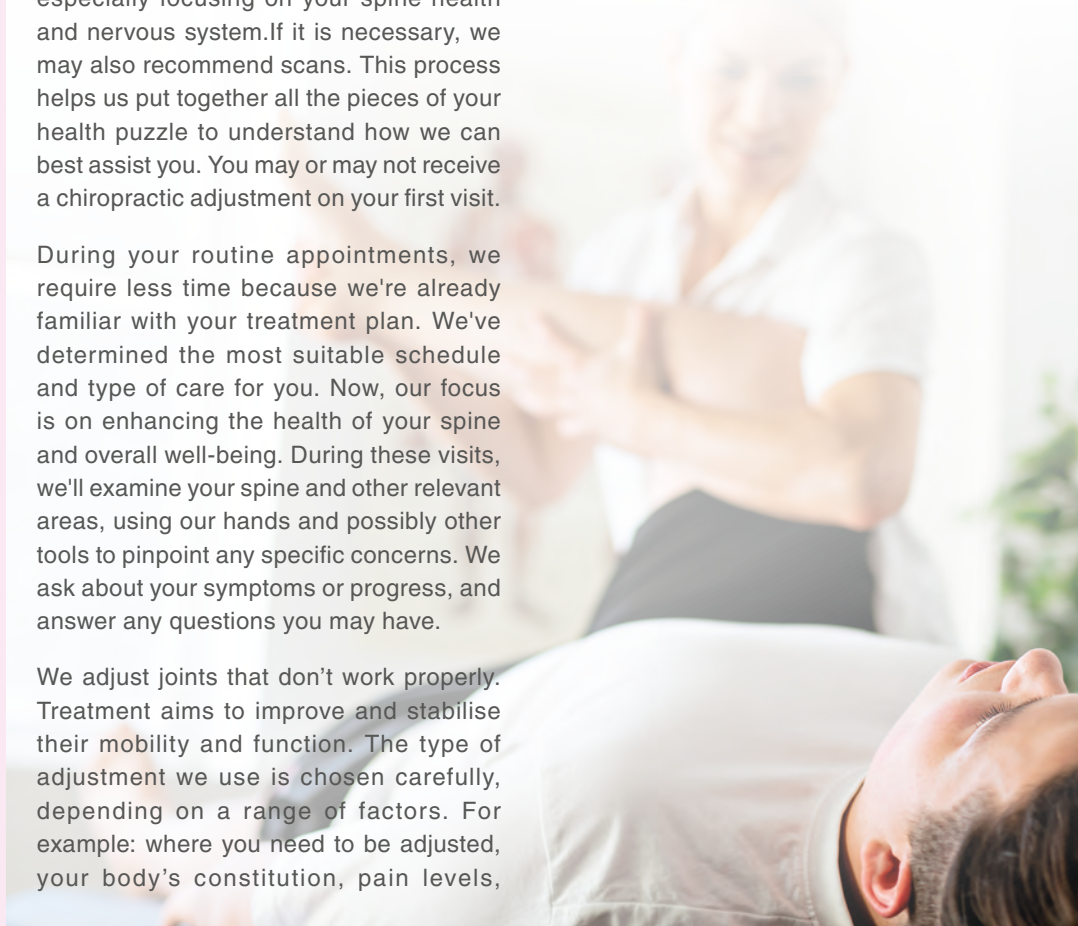 especially focusing on your spine health
and nervous system.If it is necessary, we
may also recommend scans. This process
helps us put together all the pieces of your
health puzzle to understand how we can
best assist you. You may or may not receive
a chiropractic adjustment on your first visit.
During your routine appointments, we
require less time because we're already
familiar with your treatment plan. We've
determined the most suitable schedule
and type of care for you. Now, our focus
is on enhancing the health of your spine
and overall well-being. During these visits,
we'll examine your spine and other relevant
areas, using our hands and possibly other
tools to pinpoint any specific concerns. We
ask about your symptoms or progress, and
answer any questions you may have.
We adjust joints that don’t work properly.
Treatment aims to improve and stabilise
their mobility and function. The type of
adjustment we use is chosen carefully,
depending on a range of factors. For
example: where you need to be adjusted,
your body’s constitution, pain levels,